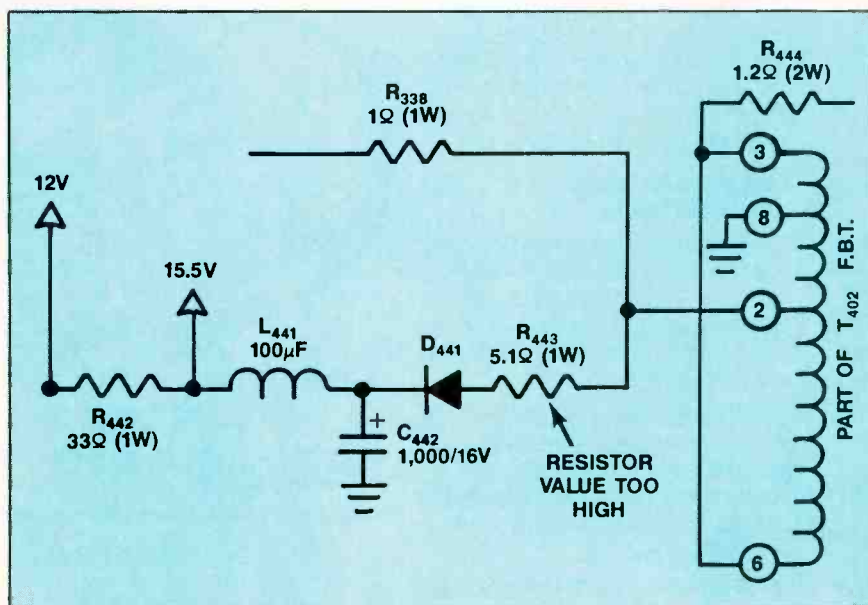 R444
1.2Ω (2W)
R338
1Ω (1W)
3
12V
8
15.5V
PART OF T402 F.B.T.
2
L441
100µF
D441
R443
5.1Ω (1W)
R442
33Ω (1W)
+
C442
1,000/16V
RESISTOR
VALUE TOO
HIGH
6